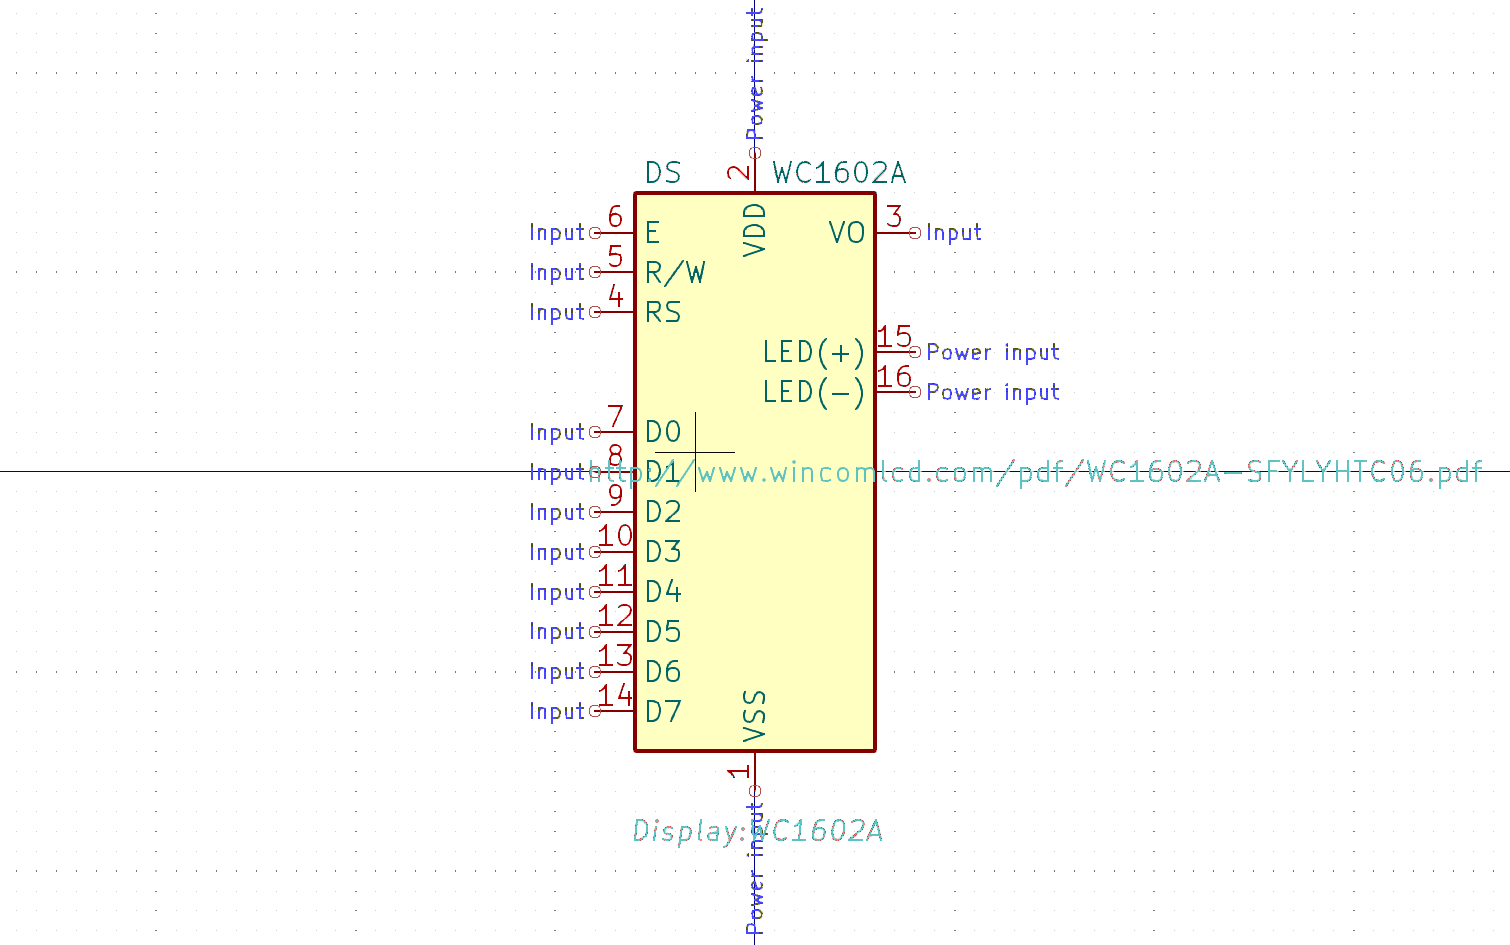 Power input
DS
2
WC1602A
VDD
Input 6 E
VO 3 Input
Input 5 R/W
Input 4 RS
LED(+) 15 Power input
LED(-) 16 Power input
Input 7 D0
Input 8 D1
http://www.wincomlcd.com/pdf/WC1602A-SFYLYHTC06.pdf
Input 9 D2
Input 10 D3
Input 11 D4
Input 12 D5
Input 13 D6
Input 14 D7
VSS
1
Display:WC1602A
Power input